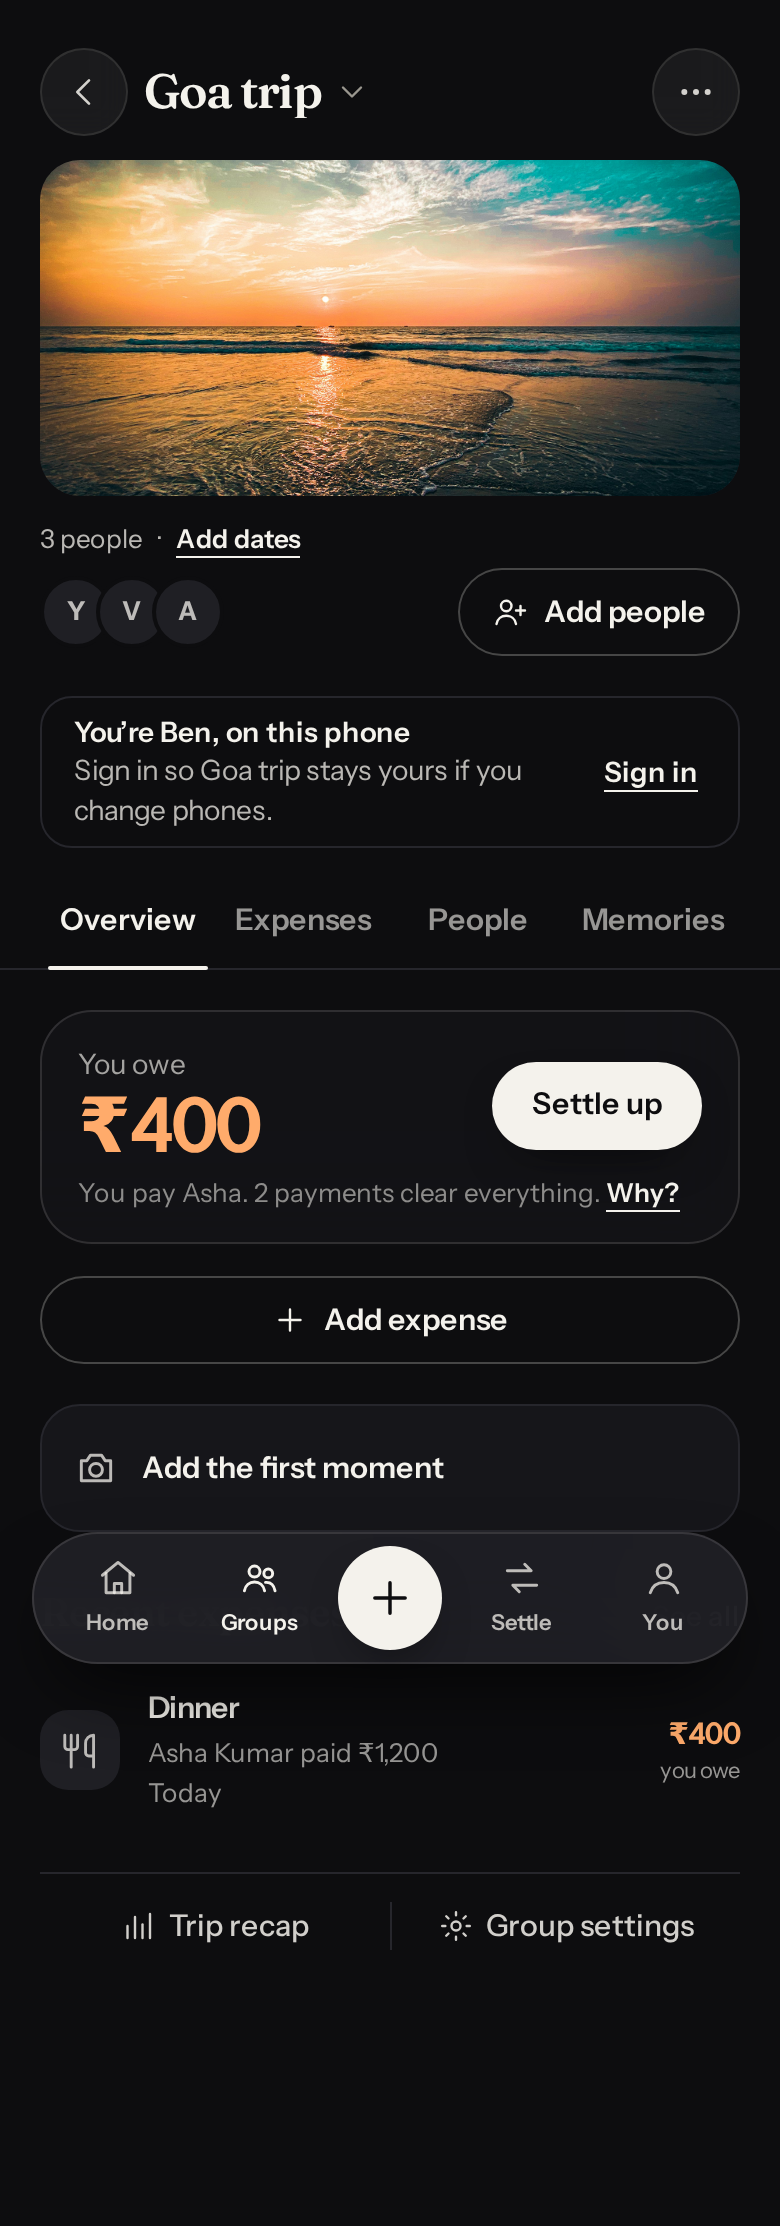 Goa trip
3 people · Add dates
Y V A
Add people
You're Ben, on this phone
Sign in so Goa trip stays yours if you
change phones.
Sign in
Overview Expenses People Memories
You owe
₹400
Settle up
You pay Asha. 2 payments clear everything. Why?
Add expense
Add the first moment
Home Groups Settle You
Dinner
Asha Kumar paid ₹1,200
Today
₹400
you owe
Trip recap
Group settings